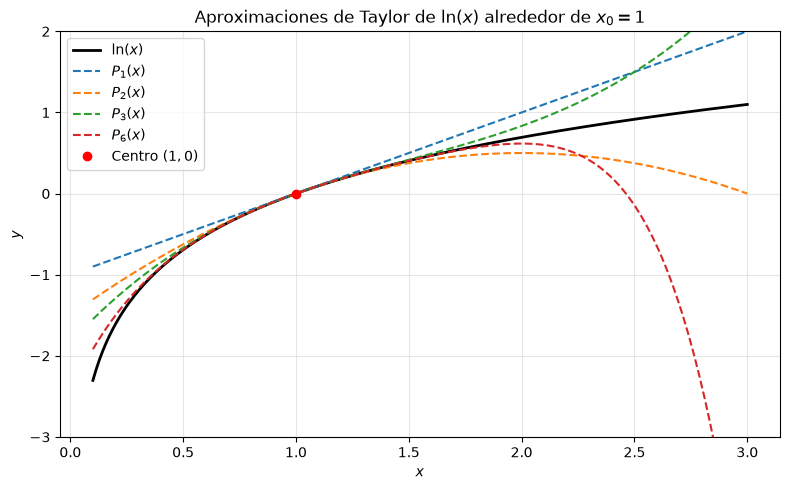 Aproximaciones de Taylor de ln(x) alrededor de x₀ = 1
ln(x)
P₁(x)
P₂(x)
P₃(x)
P₆(x)
Centro (1, 0)
y
2
1
0
−1
−2
−3
0.0 0.5 1.0 1.5 2.0 2.5 3.0
x